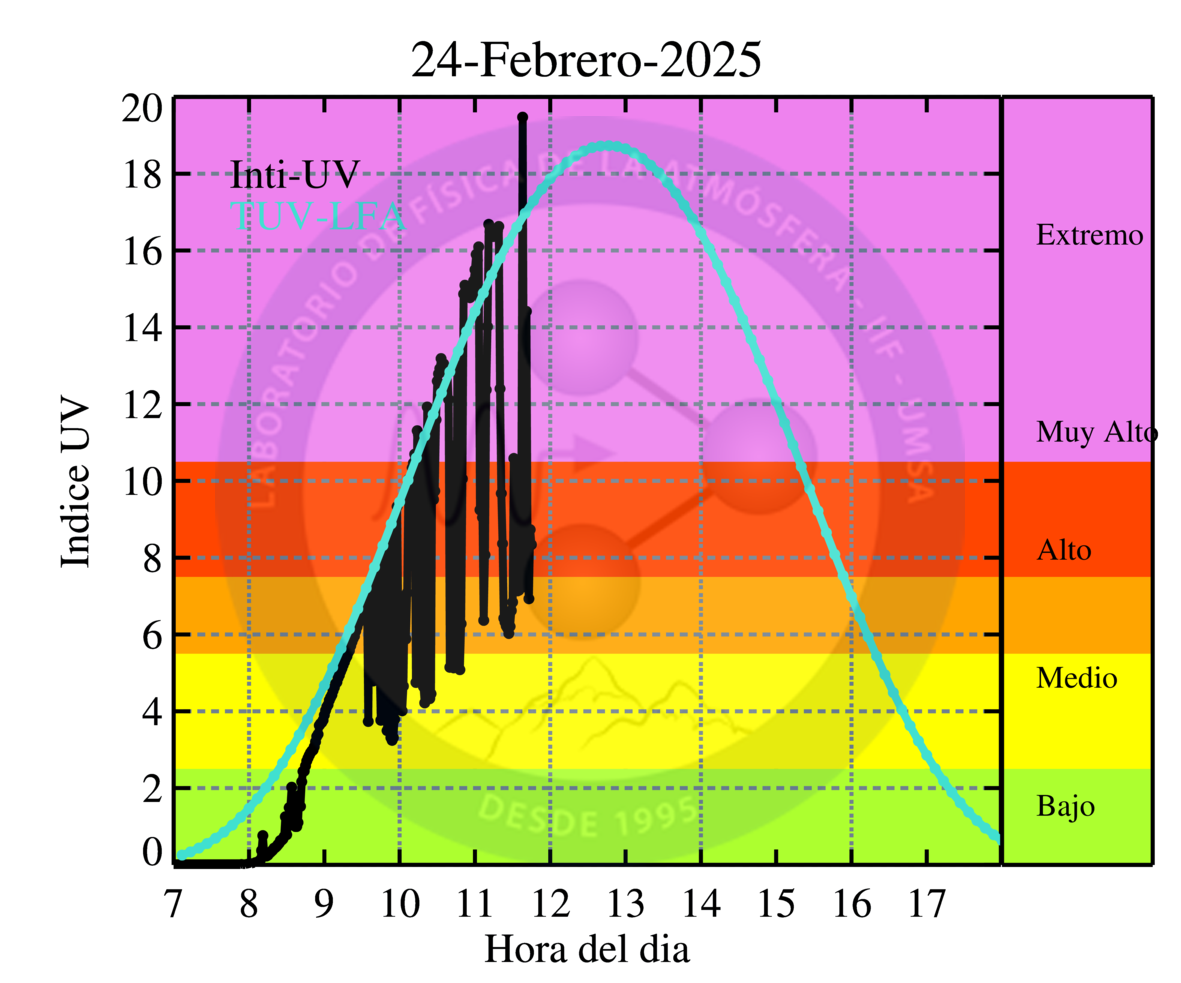 24-Febrero-2025
Inti-UV
TUV-LFA
LABORATORIO DE FÍSICA DE LA ATMÓSFERA - IIF - UMSA
DESDE 1995
Indice UV
20
18
16
14
12
10
8
6
4
2
0
Extremo
Muy Alto
Alto
Medio
Bajo
7 8 9 10 11 12 13 14 15 16 17
Hora del dia